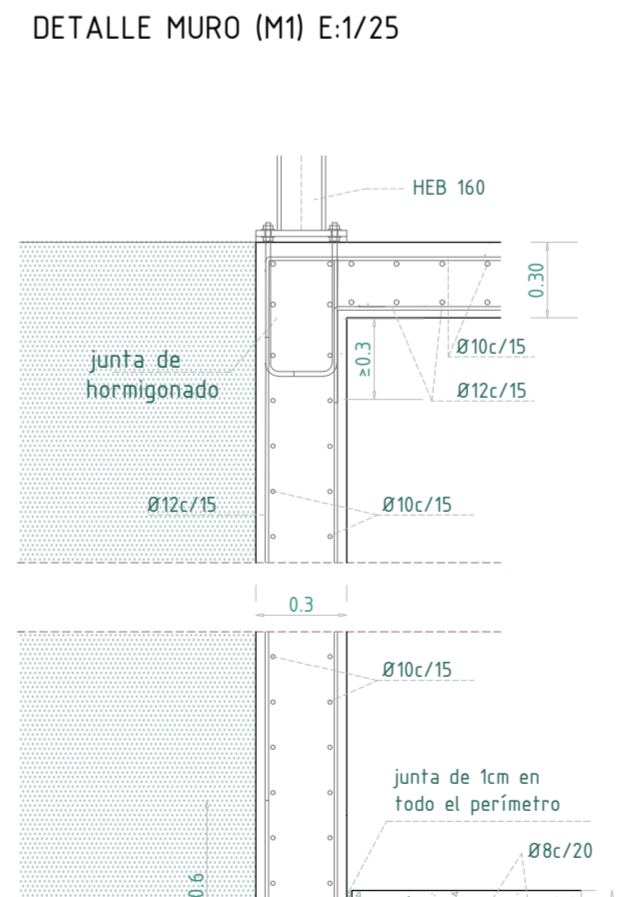 DETALLE MURO (M1) E:1/25
HEB 160
0.30
junta de
hormigonado
≥0.3
Ø10c/15
Ø12c/15
Ø12c/15
Ø10c/15
0.3
Ø10c/15
junta de 1cm en
todo el perímetro
Ø8c/20
0.6